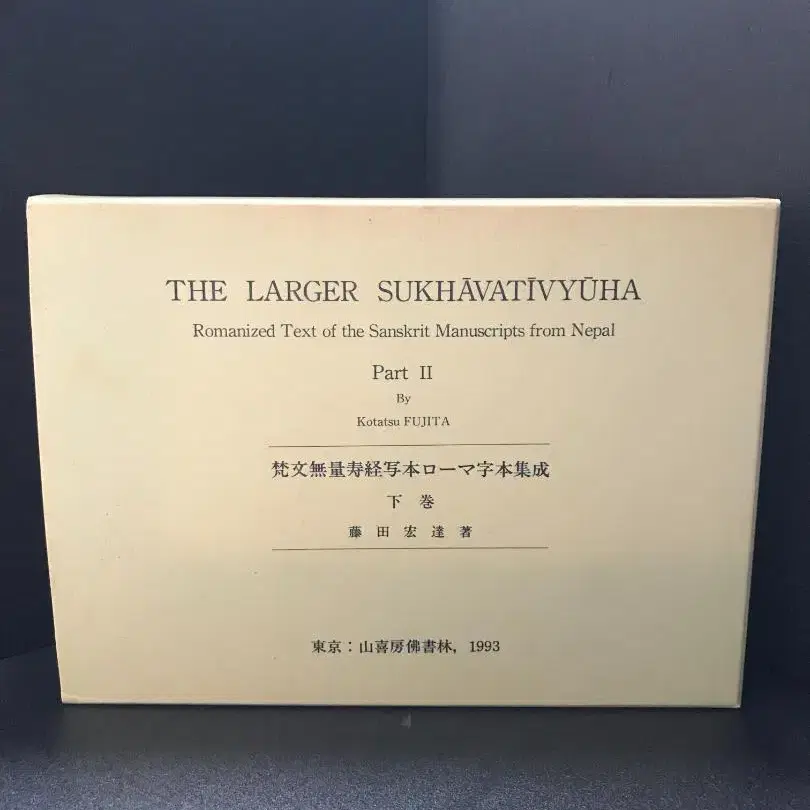 THE LARGER SUKHĀVATĪVYŪHA
Romanized Text of the Sanskrit Manuscripts from Nepal
Part II
By
Kotatsu FUJITA
梵文無量寿経写本ローマ字本集成
下巻
藤田宏達著
東京：山喜房佛書林，1993